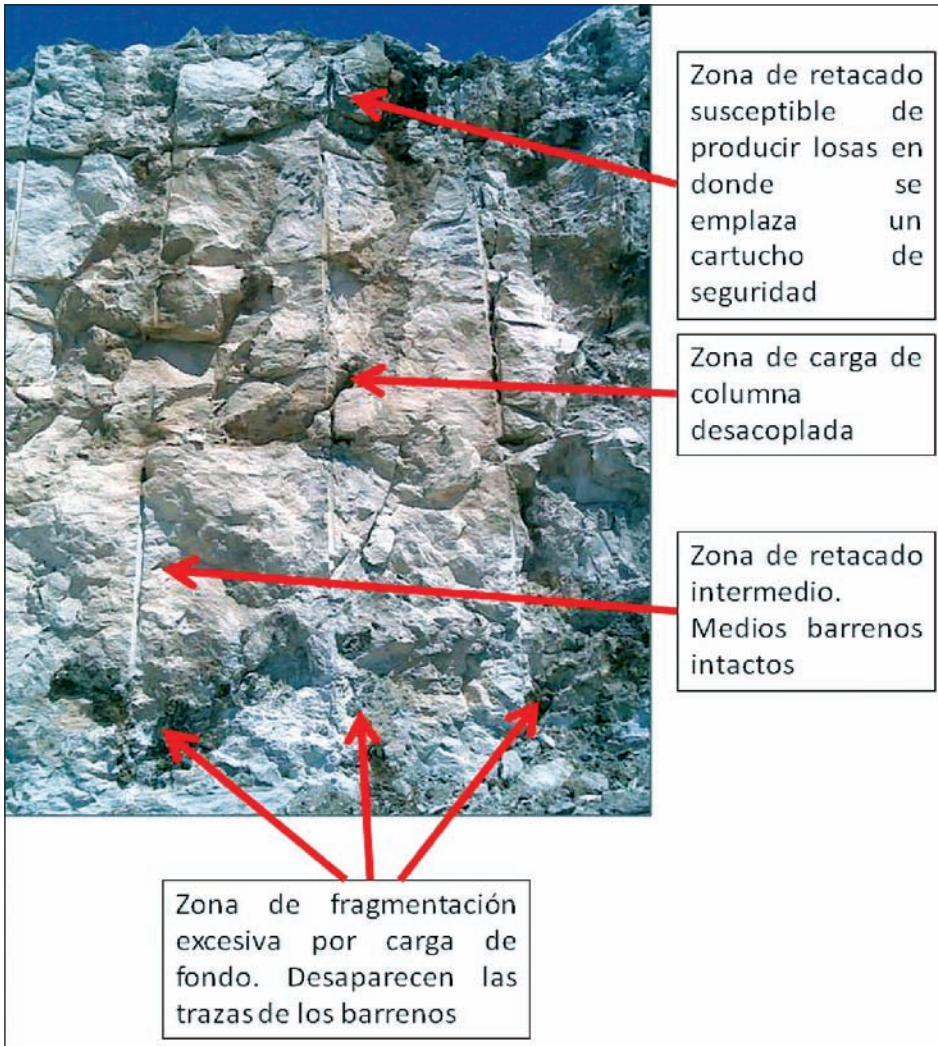 Zona de retacado
susceptible de
producir losas en
donde se
emplaza un
cartucho de
seguridad
Zona de carga de
columna
desacoplada
Zona de retacado
intermedio.
Medios barrenos
intactos
Zona de fragmentación
excesiva por carga de
fondo. Desaparecen las
trazas de los barrenos